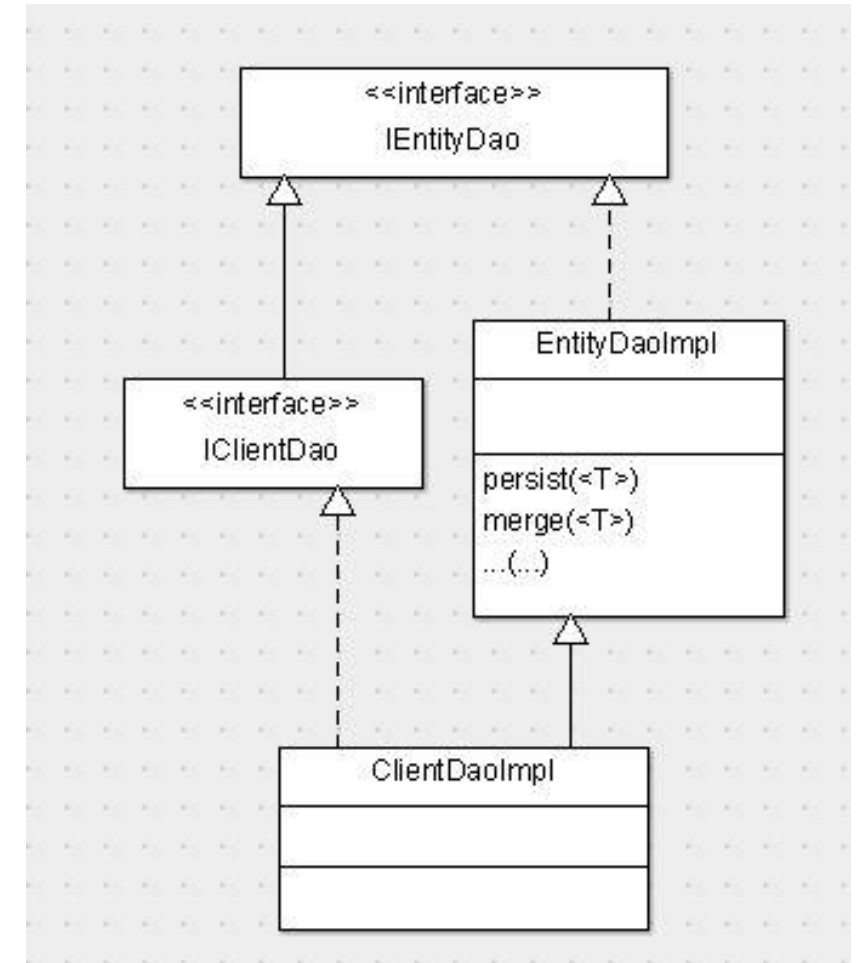 <<interface>>
IEntityDao
EntityDaoImpl
<<interface>>
IClientDao
persist(<T>)
merge(<T>)
...(...)
ClientDaoImpl